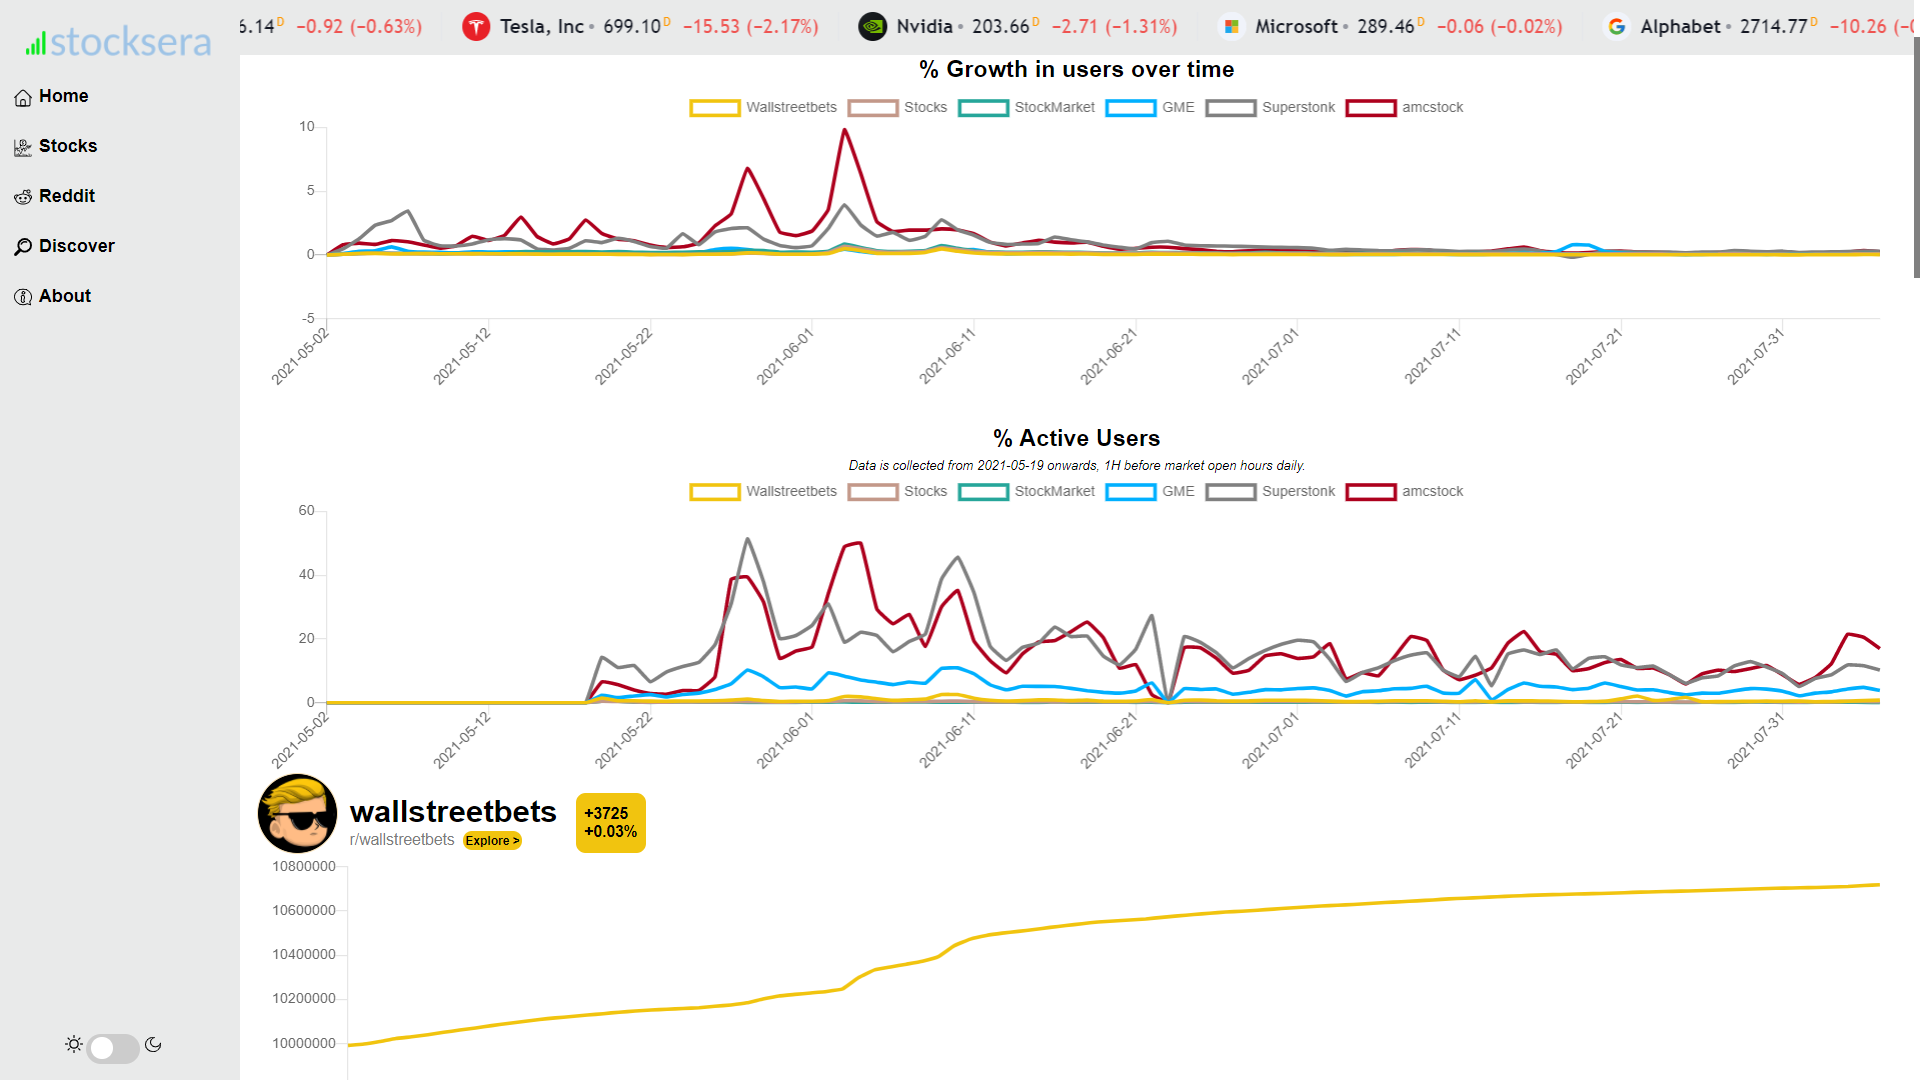 stocksera
6.14 D −0.92 (−0.63%) Tesla, Inc • 699.10 D −15.53 (−2.17%) Nvidia • 203.66 D −2.71 (−1.31%) Microsoft • 289.46 D −0.06 (−0.02%) Alphabet • 2714.77 D −10.26
Home
Stocks
Reddit
Discover
About
% Growth in users over time
Wallstreetbets Stocks StockMarket GME Superstonk amcstock
10
5
0
-5
2021-05-02 2021-05-12 2021-05-22 2021-06-01 2021-06-11 2021-06-21 2021-07-01 2021-07-11 2021-07-21 2021-07-31
% Active Users
Data is collected from 2021-05-19 onwards, 1H before market open hours daily.
Wallstreetbets Stocks StockMarket GME Superstonk amcstock
60
40
20
0
2021-05-02 2021-05-12 2021-05-22 2021-06-01 2021-06-11 2021-06-21 2021-07-01 2021-07-11 2021-07-21 2021-07-31
wallstreetbets
r/wallstreetbets Explore >
+3725
+0.03%
10800000
10600000
10400000
10200000
10000000